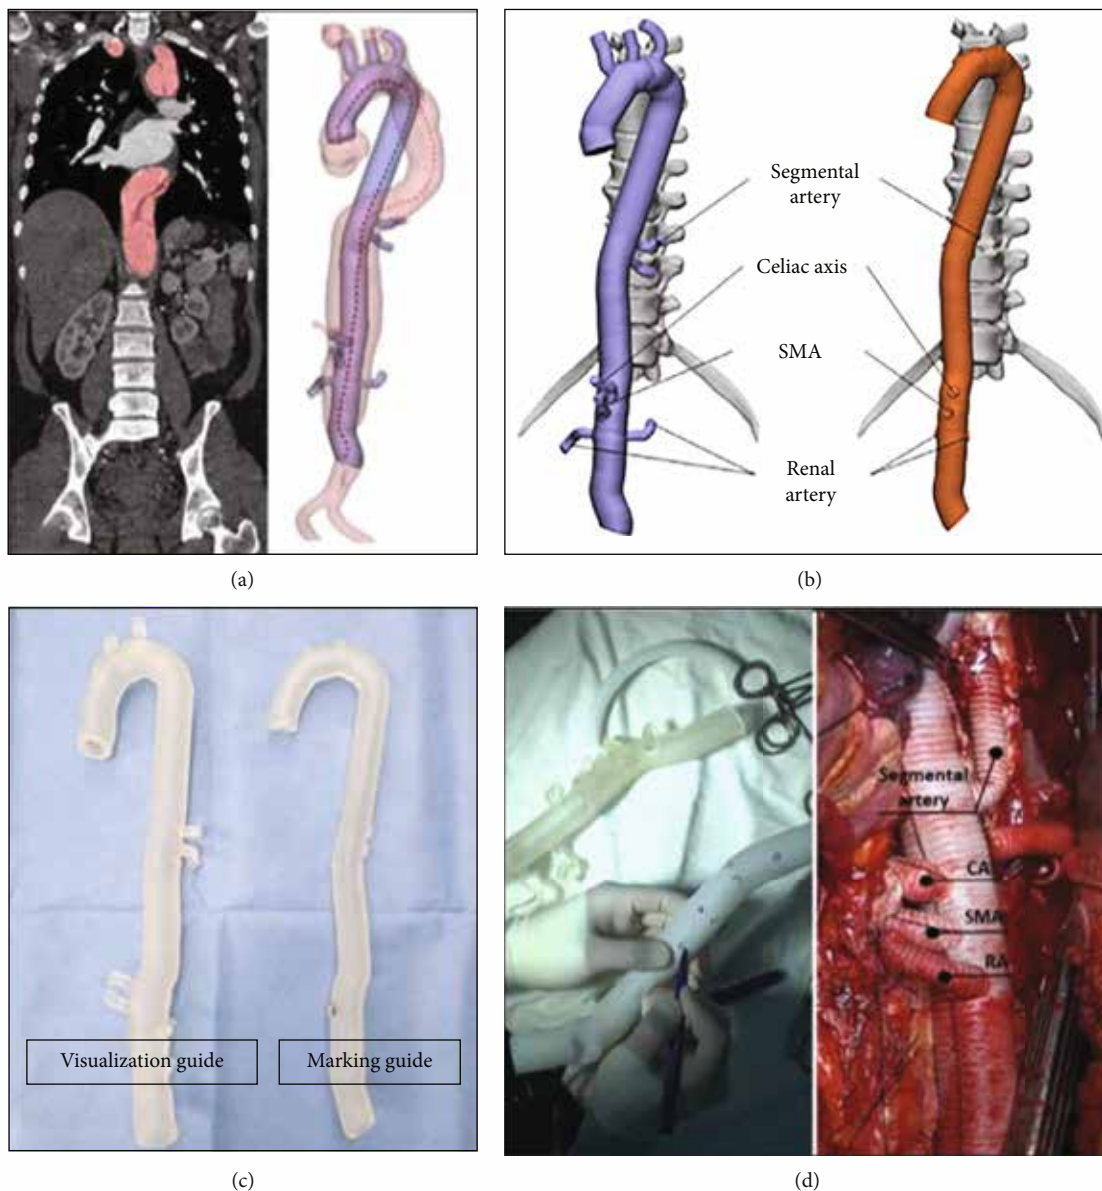 (a)
Segmental
artery
Celiac axis
SMA
Renal
artery
(b)
Visualization guide
Marking guide
(c)
Segmental
artery
CA
SMA
RA
(d)